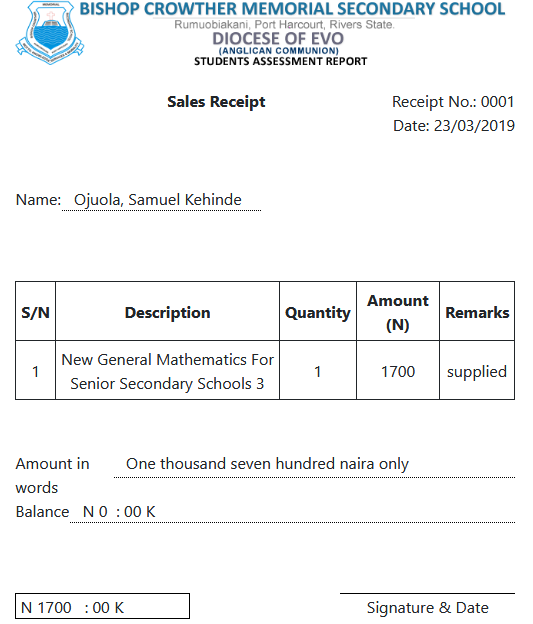 BISHOP CROWTHER MEMORIAL SECONDARY SCHOOL
Rumuobiakani, Port Harcourt, Rivers State.
DIOCESE OF EVO
(ANGLICAN COMMUNION)
STUDENTS ASSESSMENT REPORT
Sales Receipt
Receipt No.: 0001
Date: 23/03/2019
Name: Ojuola, Samuel Kehinde
S/N Description Quantity Amount (N) Remarks
1 New General Mathematics For
Senior Secondary Schools 3 1 1700 supplied
Amount in words One thousand seven hundred naira only
Balance N 0 : 00 K
N 1700 : 00 K
Signature & Date